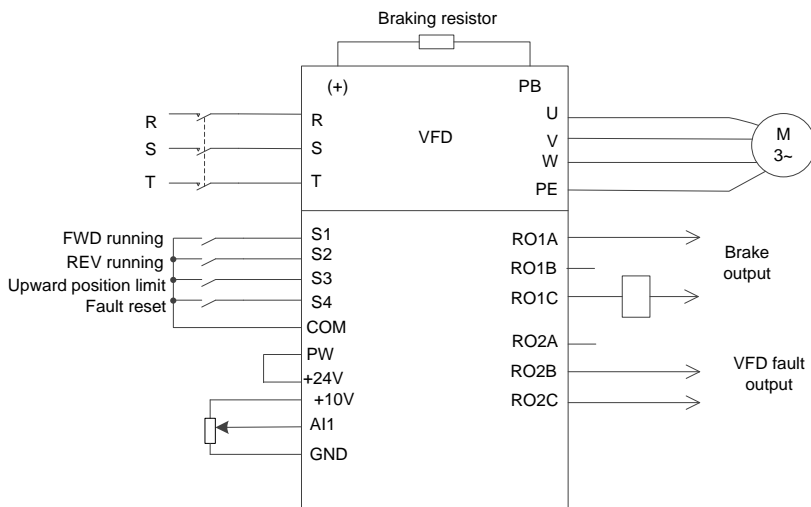 Braking resistor
(+)
PB
R
S
T
R
S
T
VFD
U
V
W
PE
M
3~
FWD running
REV running
Upward position limit
Fault reset
S1
S2
S3
S4
COM
PW
+24V
+10V
AI1
GND
RO1A
RO1B
RO1C
RO2A
RO2B
RO2C
Brake
output
VFD fault
output